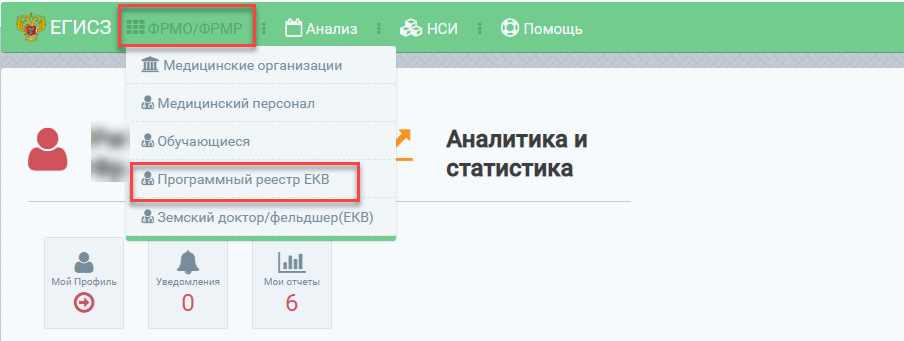 ЕГИСЗ ФРМО/ФРМР Анализ НСИ Помощь
Медицинские организации
Медицинский персонал
Обучающиеся
Программный реестр ЕКВ
Земский доктор/фельдшер(ЕКВ)
Аналитика и
статистика
Мой Профиль
Уведомления
0
Мои отчеты
6